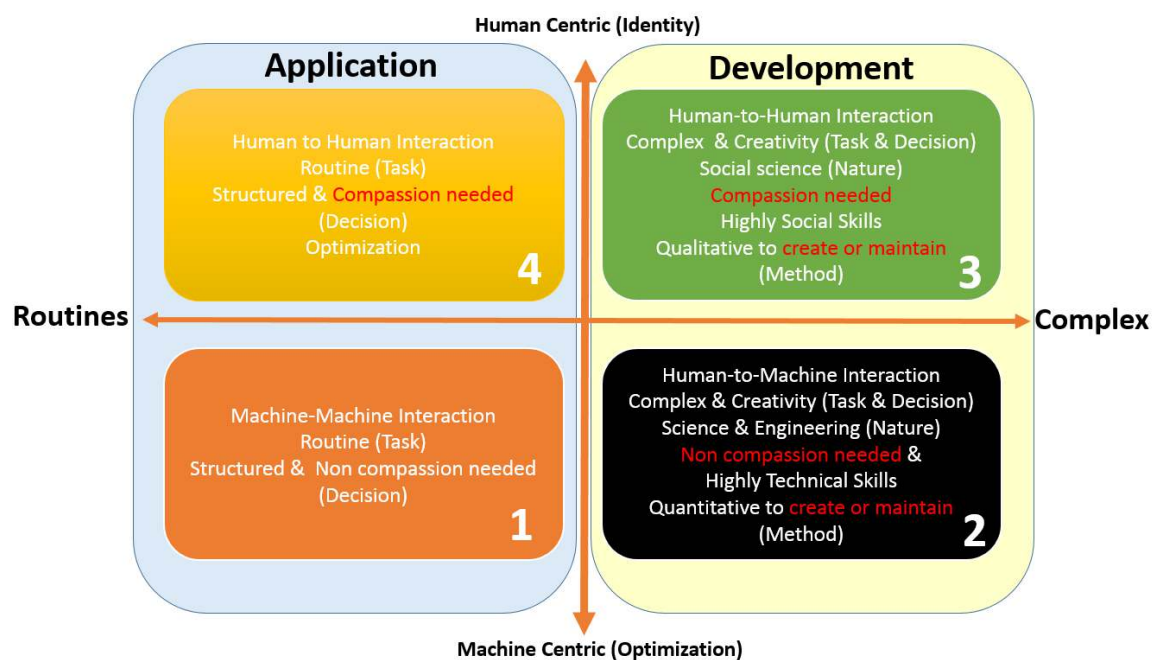 Human Centric (Identity)
Application
Development
Human to Human Interaction
Routine (Task)
Structured & Compassion needed
(Decision)
Optimization
4
Human-to-Human Interaction
Complex & Creativity (Task & Decision)
Social science (Nature)
Compassion needed
Highly Social Skills
Qualitative to create or maintain
(Method)
3
Routines
Complex
Machine-Machine Interaction
Routine (Task)
Structured & Non compassion needed
(Decision)
1
Human-to-Machine Interaction
Complex & Creativity (Task & Decision)
Science & Engineering (Nature)
Non compassion needed &
Highly Technical Skills
Quantitative to create or maintain
(Method)
2
Machine Centric (Optimization)